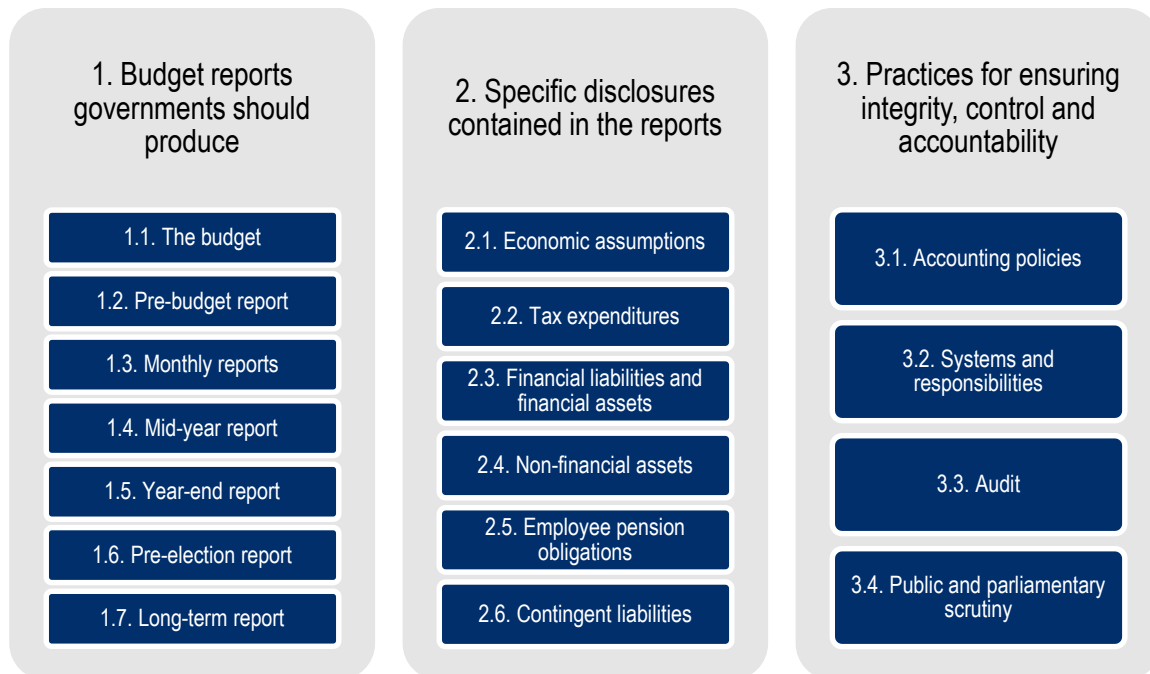 1. Budget reports
governments should
produce
1.1. The budget
1.2. Pre-budget report
1.3. Monthly reports
1.4. Mid-year report
1.5. Year-end report
1.6. Pre-election report
1.7. Long-term report
2. Specific disclosures
contained in the reports
2.1. Economic assumptions
2.2. Tax expenditures
2.3. Financial liabilities and
financial assets
2.4. Non-financial assets
2.5. Employee pension
obligations
2.6. Contingent liabilities
3. Practices for ensuring
integrity, control and
accountability
3.1. Accounting policies
3.2. Systems and
responsibilities
3.3. Audit
3.4. Public and parliamentary
scrutiny